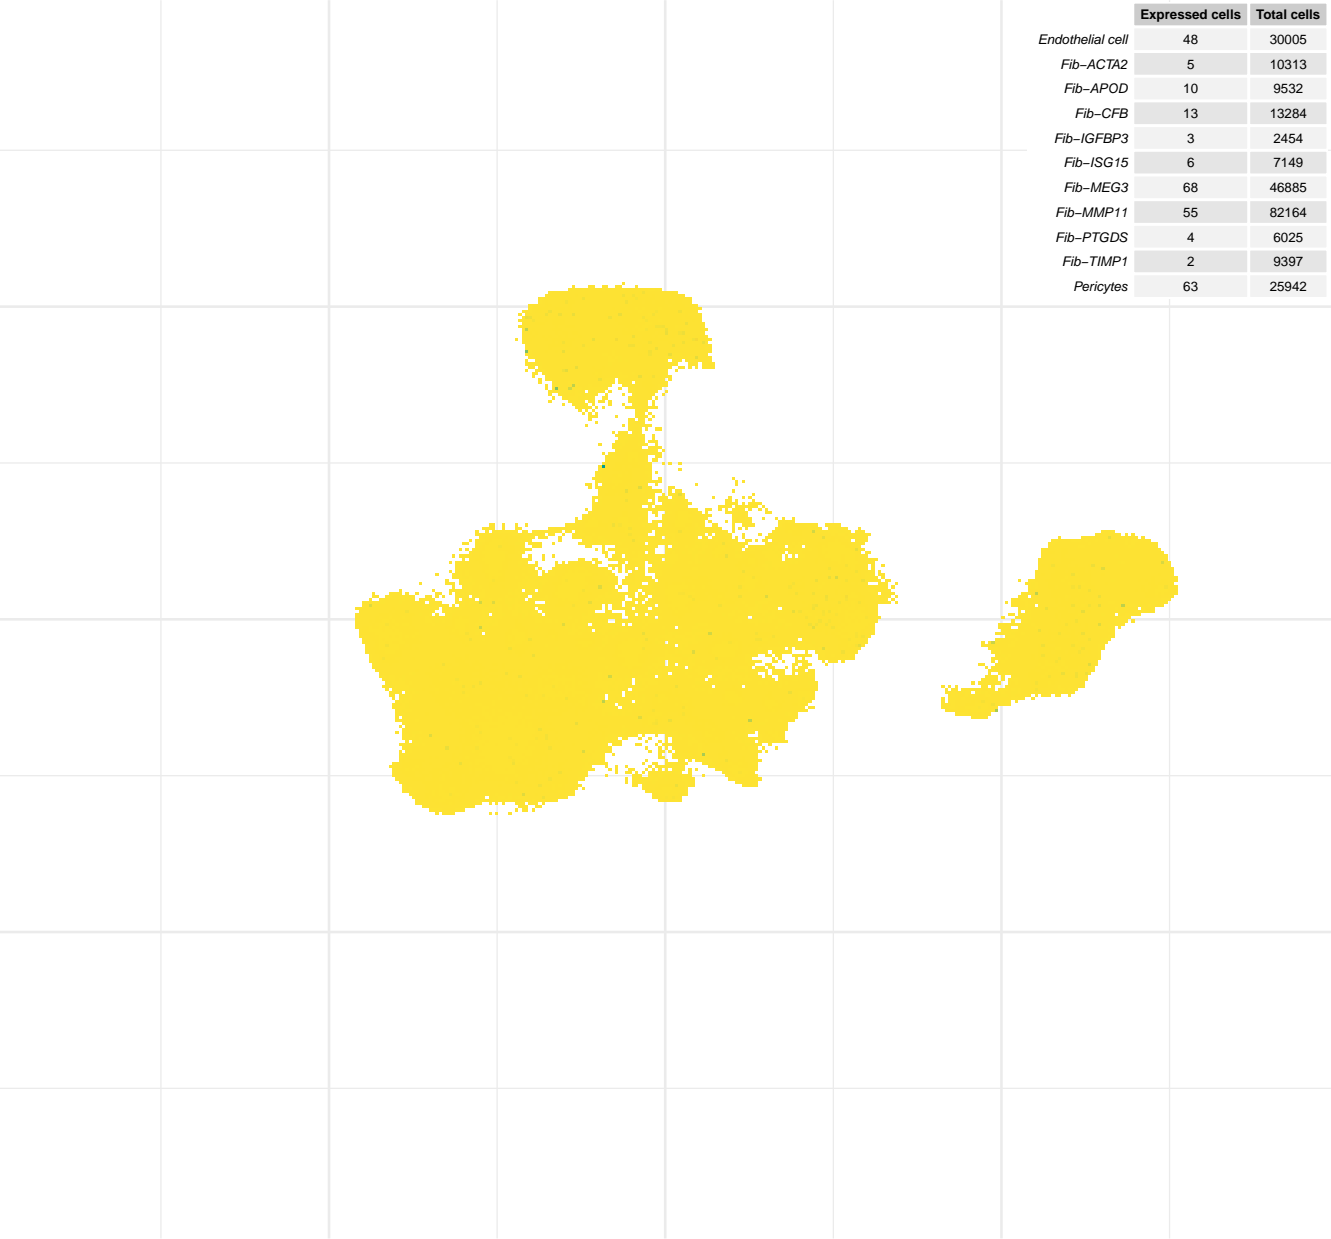 Expressed cells Total cells
Endothelial cell 48 30005
Fib−ACTA2 5 10313
Fib−APOD 10 9532
Fib−CFB 13 13284
Fib−IGFBP3 3 2454
Fib−ISG15 6 7149
Fib−MEG3 68 46885
Fib−MMP11 55 82164
Fib−PTGDS 4 6025
Fib−TIMP1 2 9397
Pericytes 63 25942